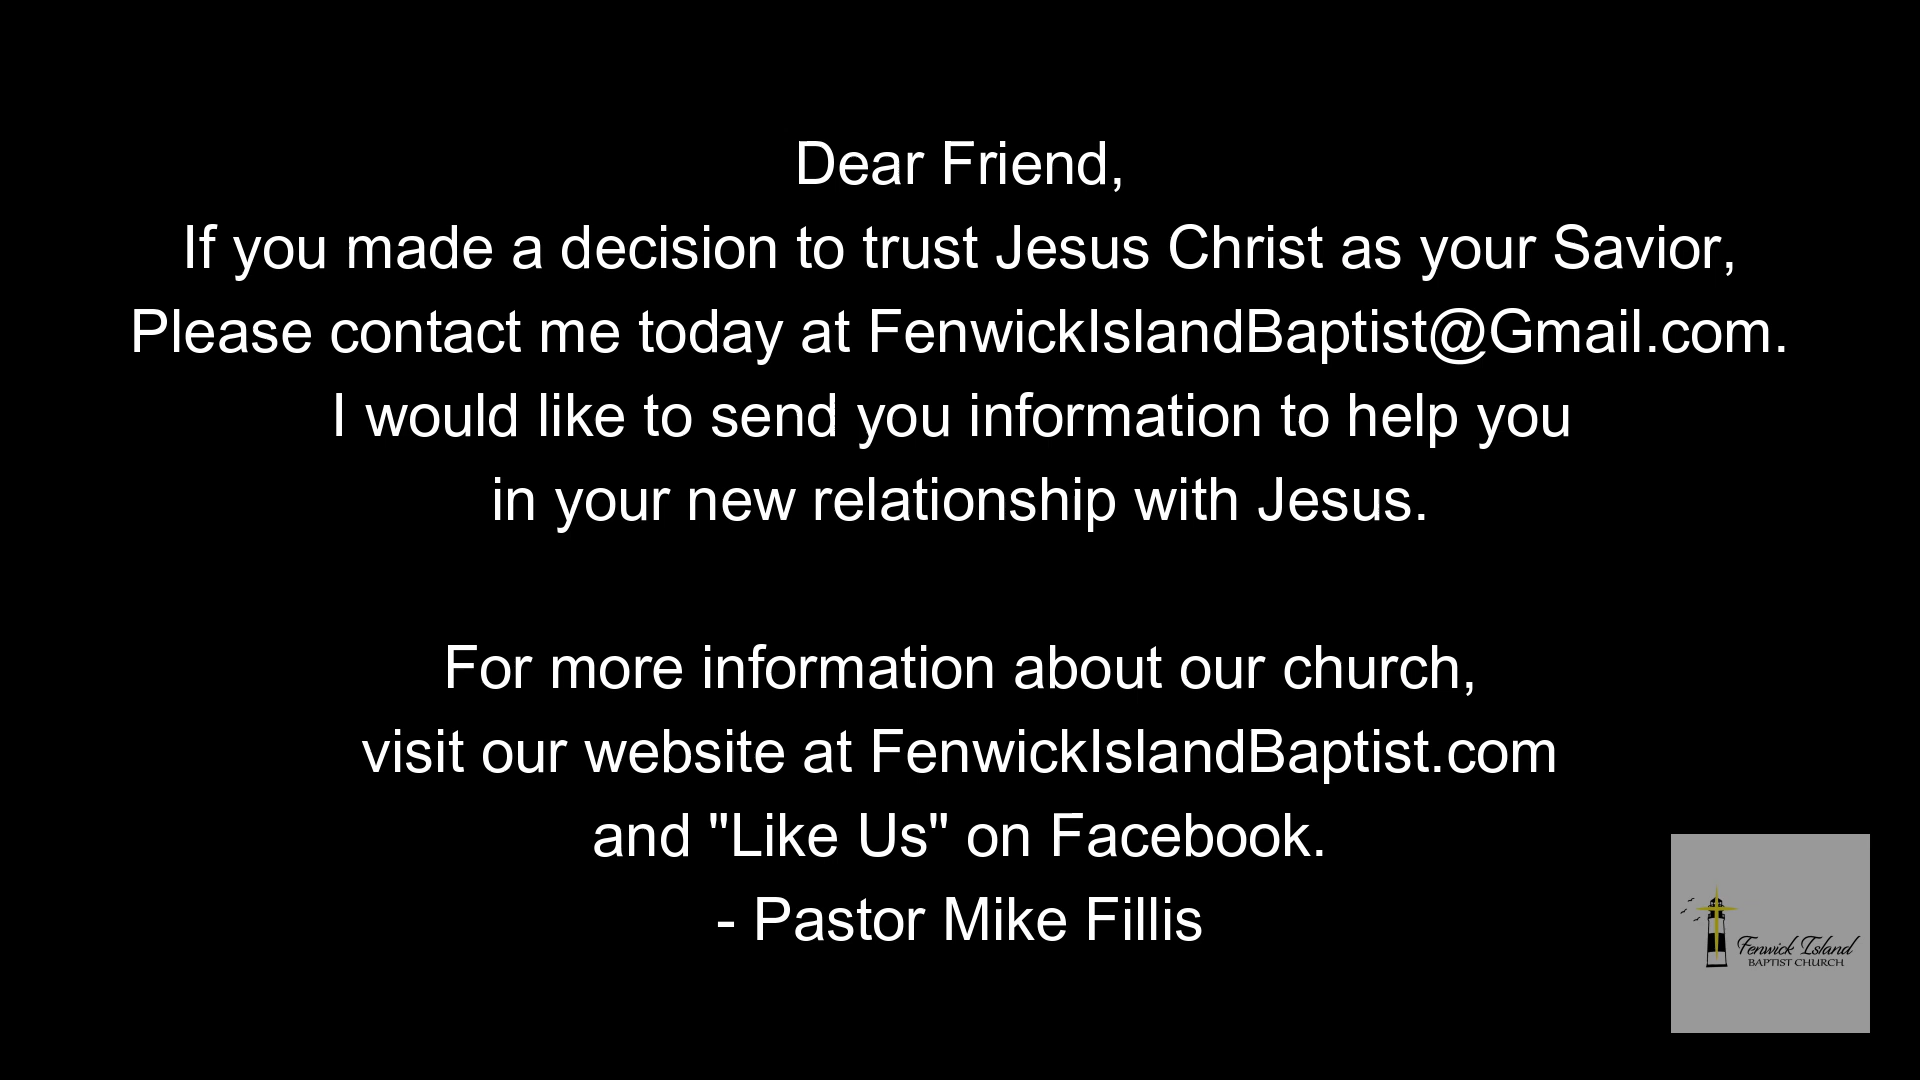 Dear Friend,
If you made a decision to trust Jesus Christ as your Savior,
Please contact me today at FenwickIslandBaptist@Gmail.com.
I would like to send you information to help you
in your new relationship with Jesus.
For more information about our church,
visit our website at FenwickIslandBaptist.com
and "Like Us" on Facebook.
- Pastor Mike Fillis
Fenwick Island
BAPTIST CHURCH